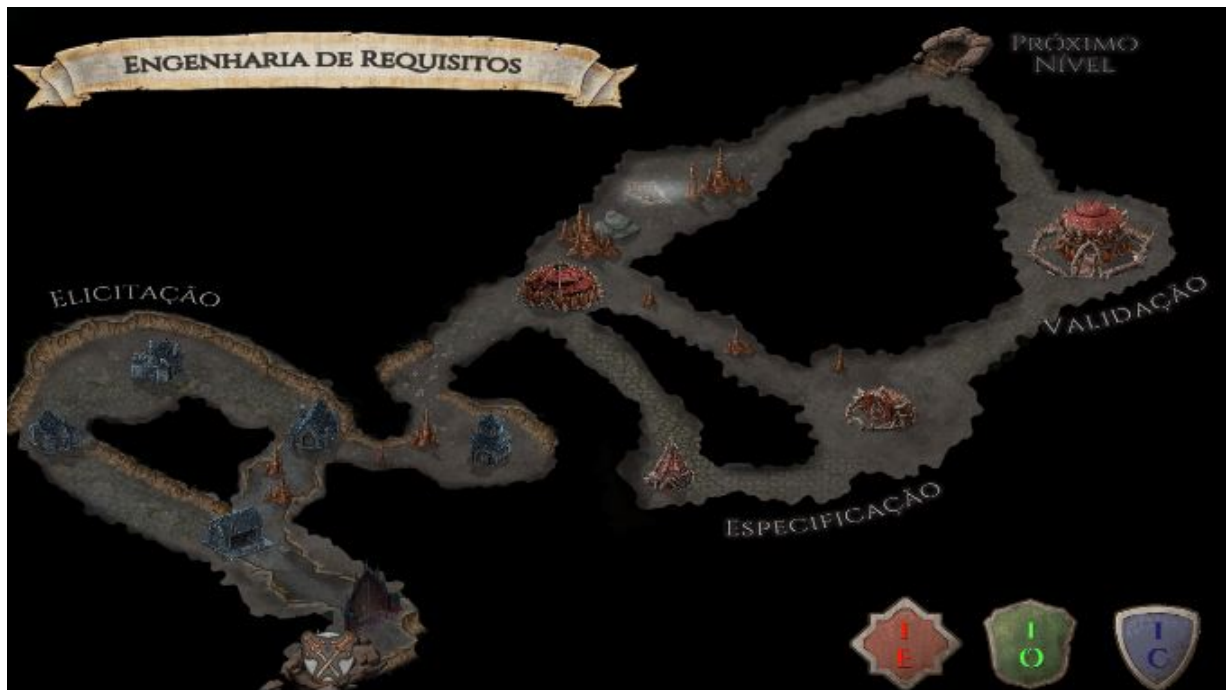 ENGENHARIA DE REQUISITOS
PRÓXIMO
NÍVEL
ELICITAÇÃO
VALIDAÇÃO
ESPECIFICAÇÃO
I
E
I
O
I
C